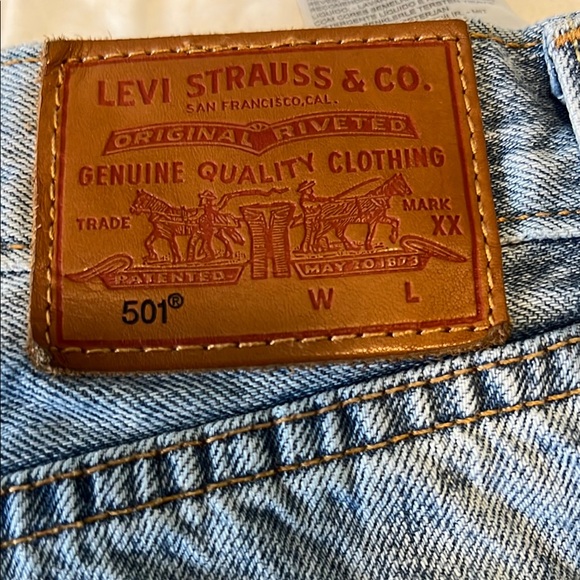 LEVI STRAUSS & CO.
SAN FRANCISCO, CAL.
ORIGINAL RIVETED
GENUINE QUALITY CLOTHING
TRADE MARK
XX
PATENTED MAY 20 1873
501® W L